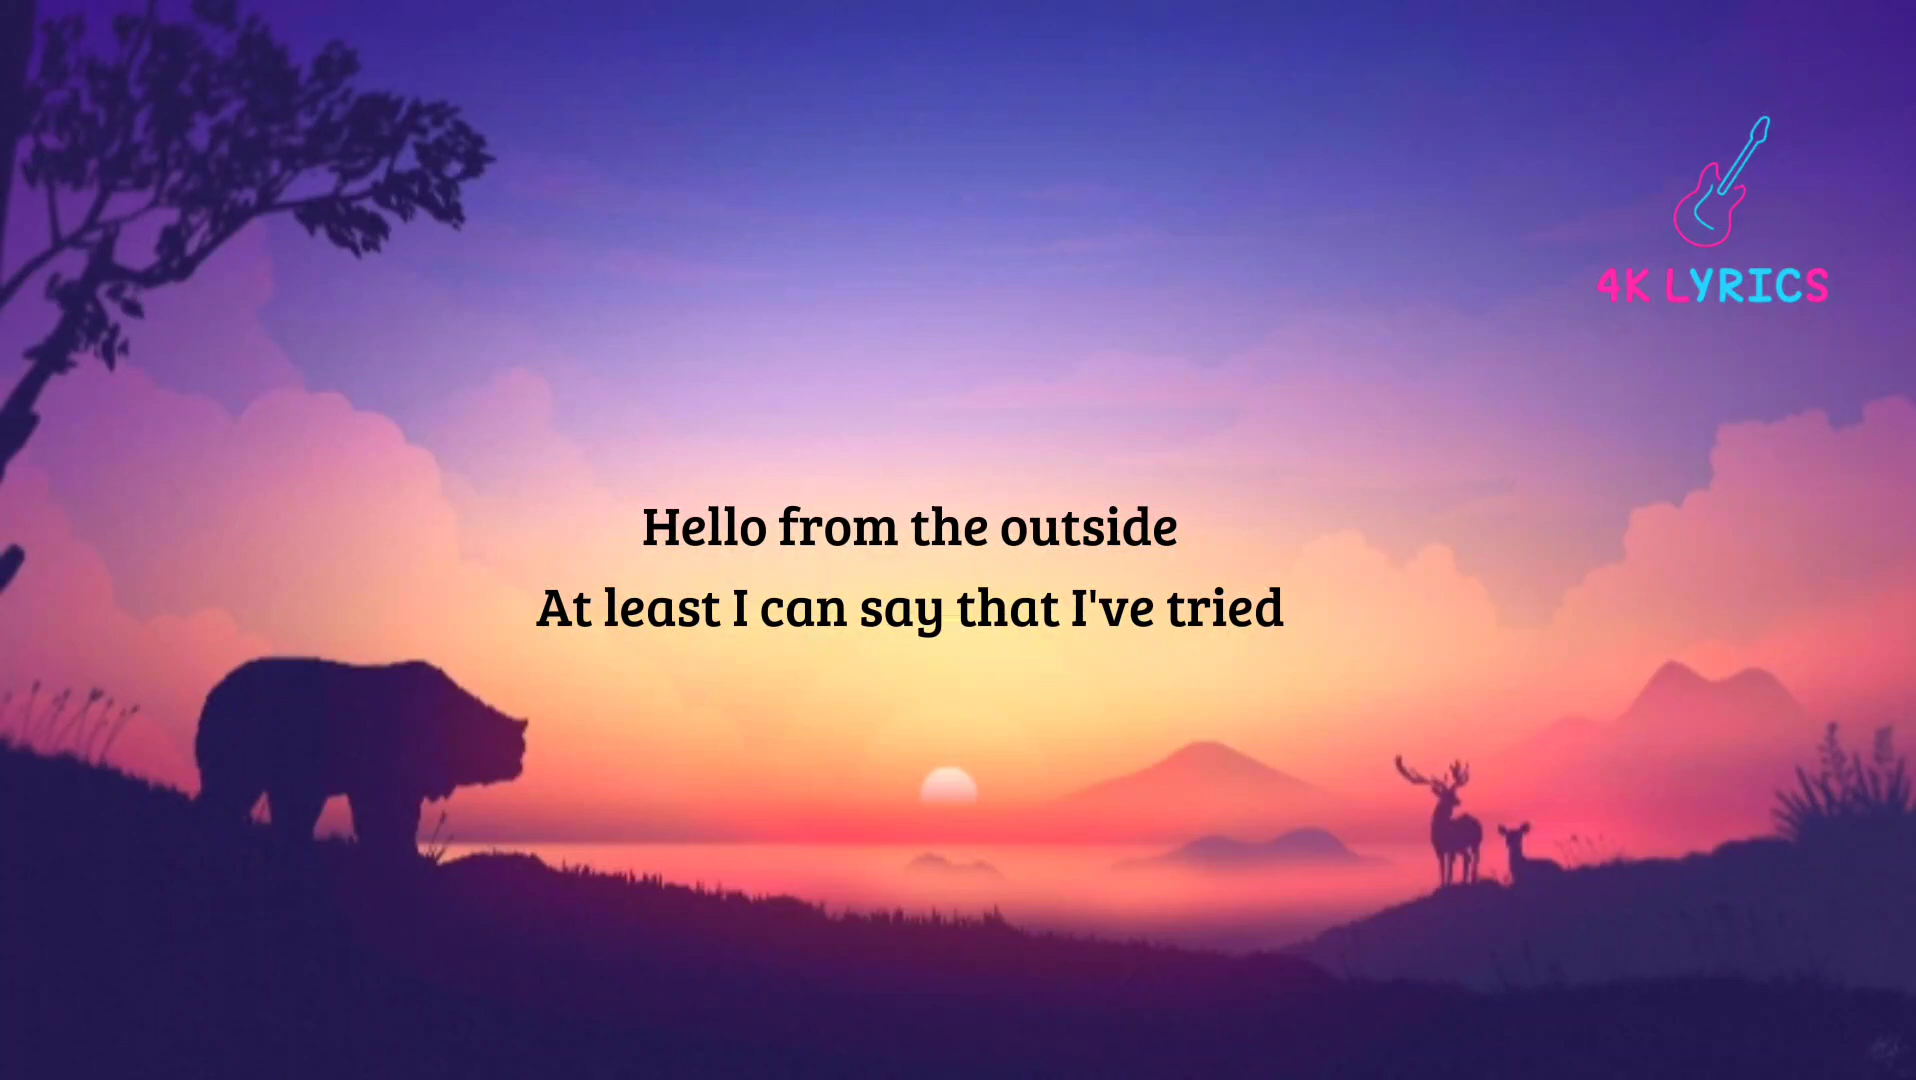 4K LYRICS
Hello from the outside
At least I can say that I've tried